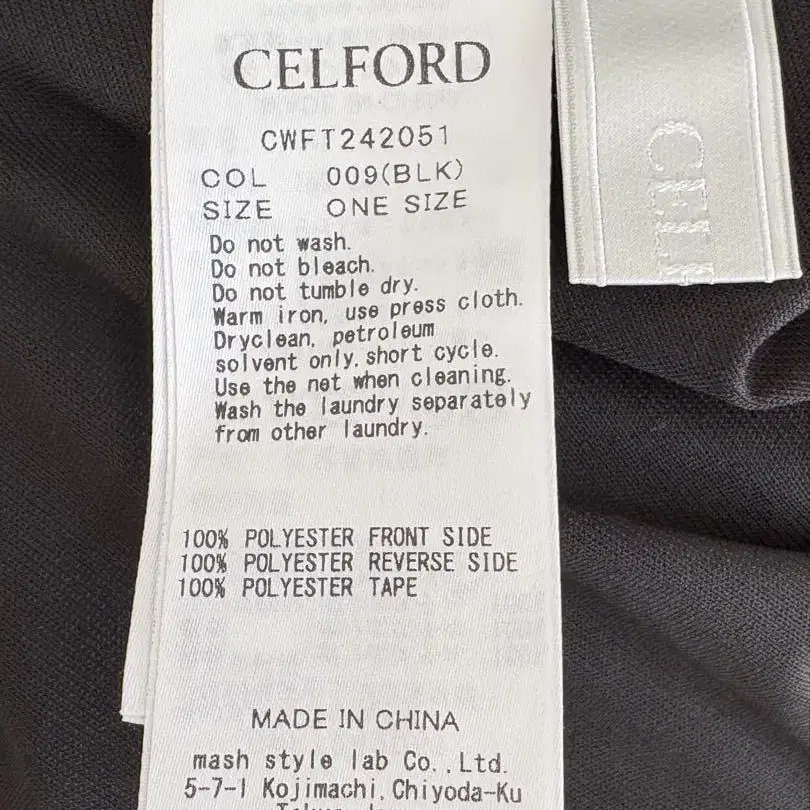 CELFORD
CWFT242051
COL 009(BLK)
SIZE ONE SIZE
Do not wash.
Do not bleach.
Do not tumble dry.
Warm iron, use press cloth.
Dryclean, petroleum
solvent only, short cycle.
Use the net when cleaning.
Wash the laundry separately
from other laundry.
100% POLYESTER FRONT SIDE
100% POLYESTER REVERSE SIDE
100% POLYESTER TAPE
MADE IN CHINA
mash style lab Co.,Ltd.
5-7-1 Kojimachi, Chiyoda-Ku